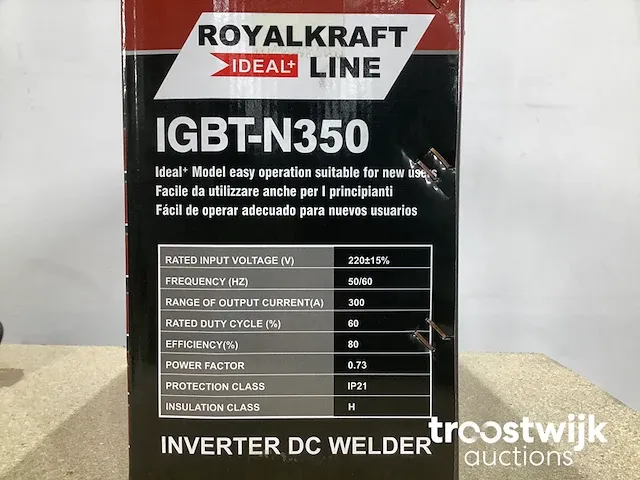 ROYALKRAFT
IDEAL+ LINE
IGBT-N350
Ideal+ Model easy operation suitable for new users
Facile da utilizzare anche per I principianti
Fácil de operar adecuado para nuevos usuarios
RATED INPUT VOLTAGE (V) 220±15%
FREQUENCY (HZ) 50/60
RANGE OF OUTPUT CURRENT(A) 300
RATED DUTY CYCLE (%) 60
EFFICIENCY(%) 80
POWER FACTOR 0.73
PROTECTION CLASS IP21
INSULATION CLASS H
INVERTER DC WELDER
troostwijk
auctions